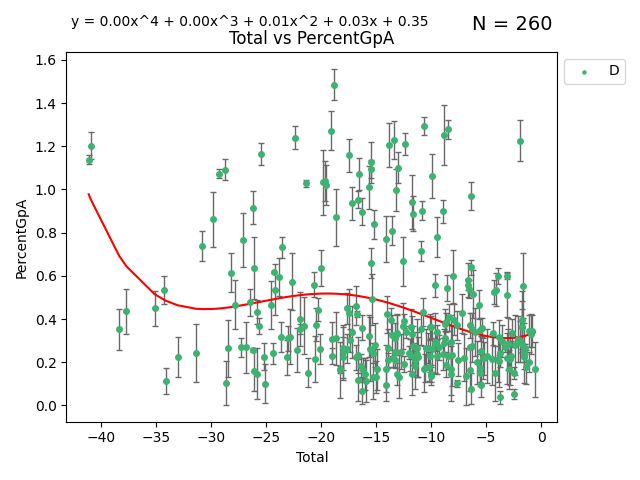 y = 0.00x^4 + 0.00x^3 + 0.01x^2 + 0.03x + 0.35
N = 260
Total vs PercentGpA
D
PercentGpA
1.6
1.4
1.2
1.0
0.8
0.6
0.4
0.2
0.0
−40 −35 −30 −25 −20 −15 −10 −5 0
Total